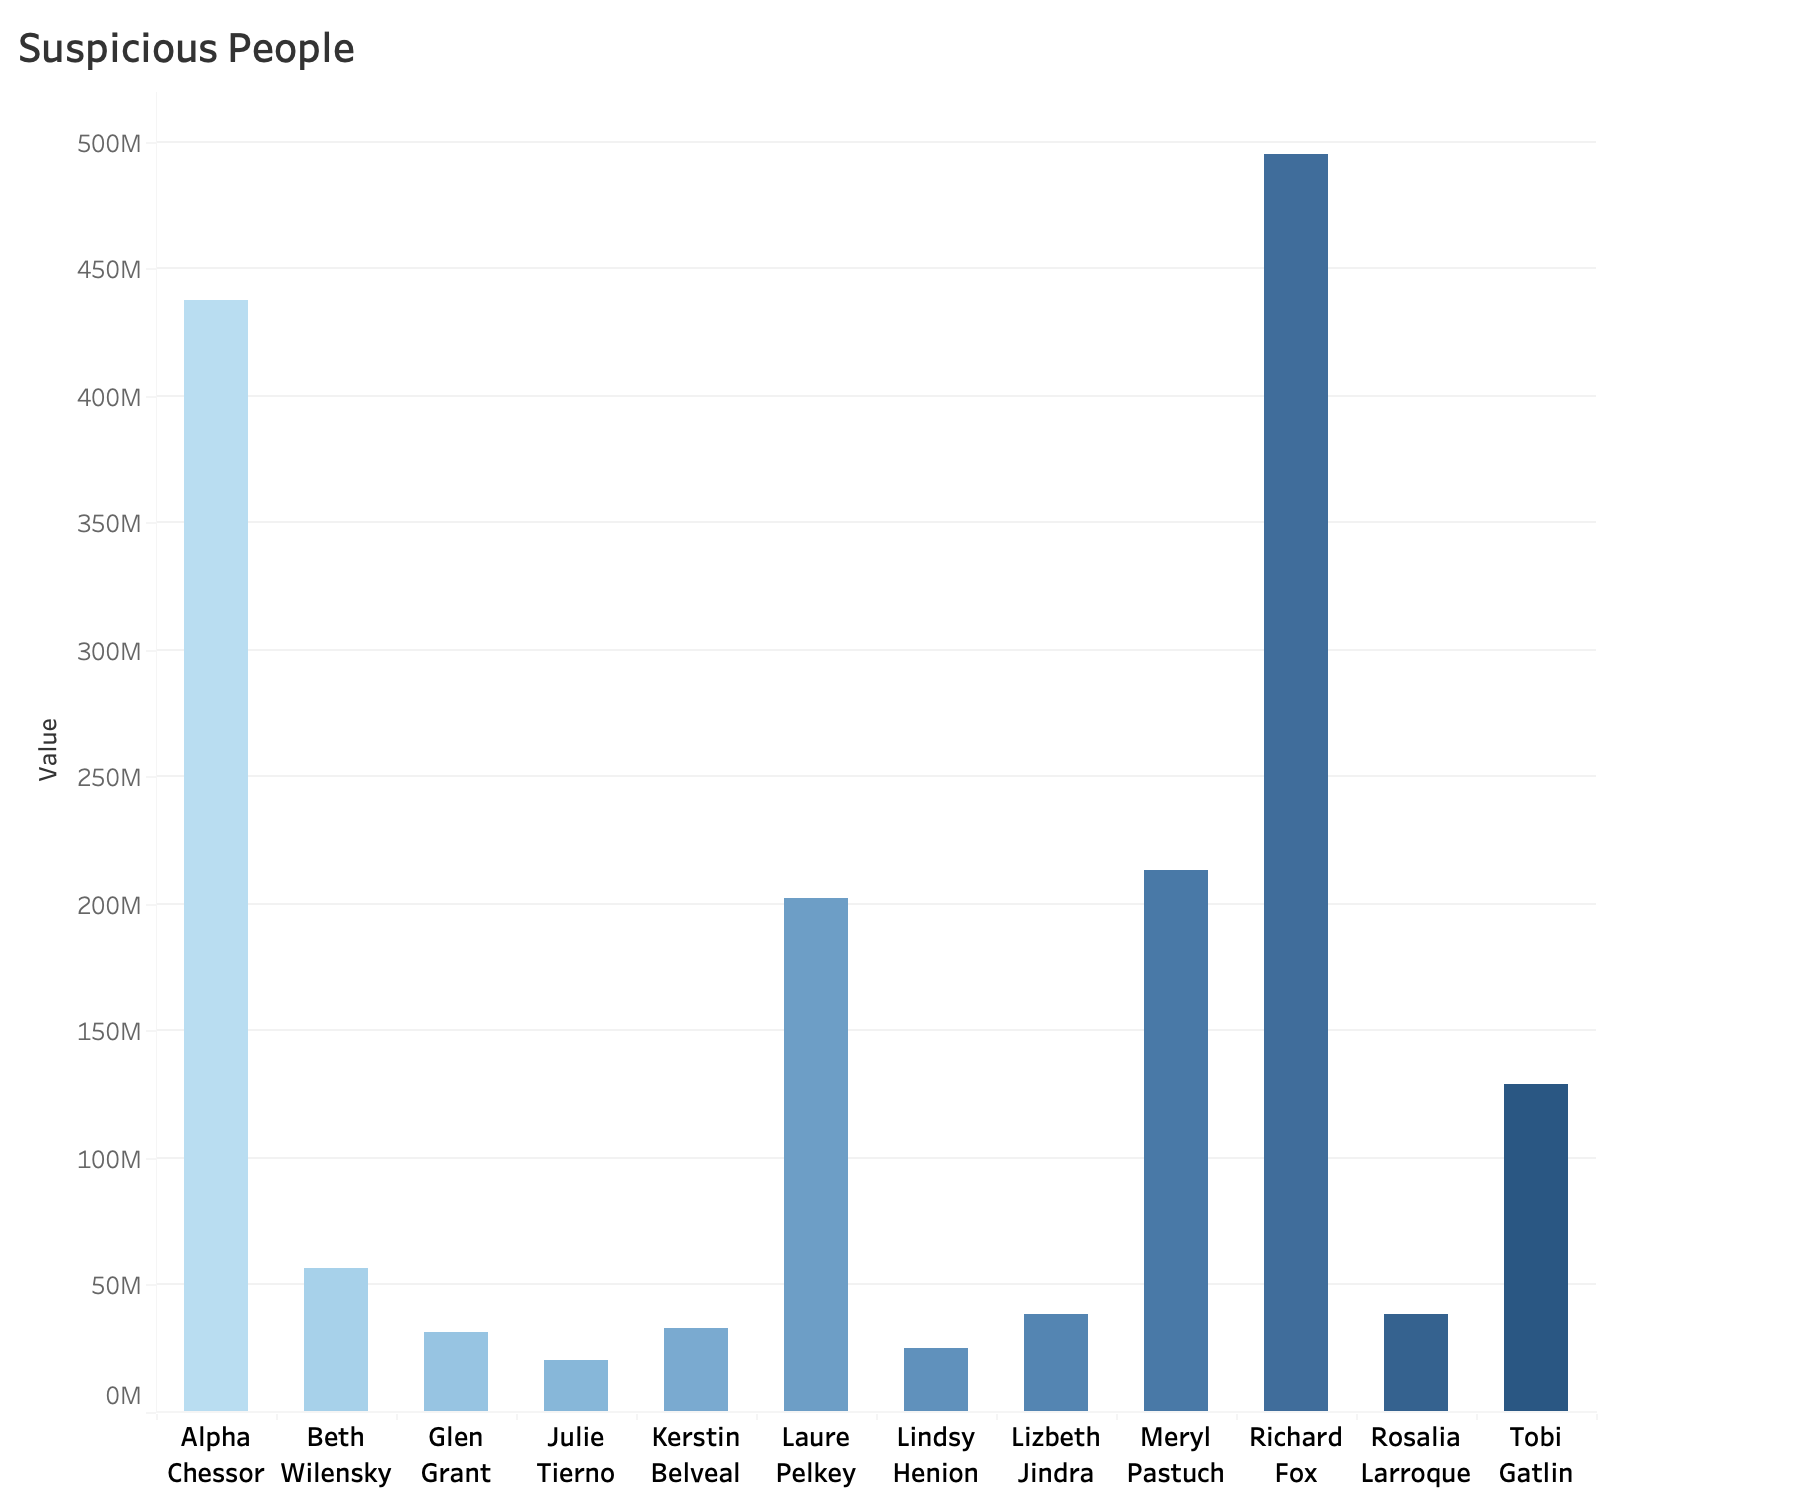 Suspicious People
500M
450M
400M
350M
300M
250M
200M
150M
100M
50M
0M
Value
Alpha Chessor
Beth Wilensky
Glen Grant
Julie Tierno
Kerstin Belveal
Laure Pelkey
Lindsy Henion
Lizbeth Jindra
Meryl Pastuch
Richard Fox
Rosalia Larroque
Tobi Gatlin